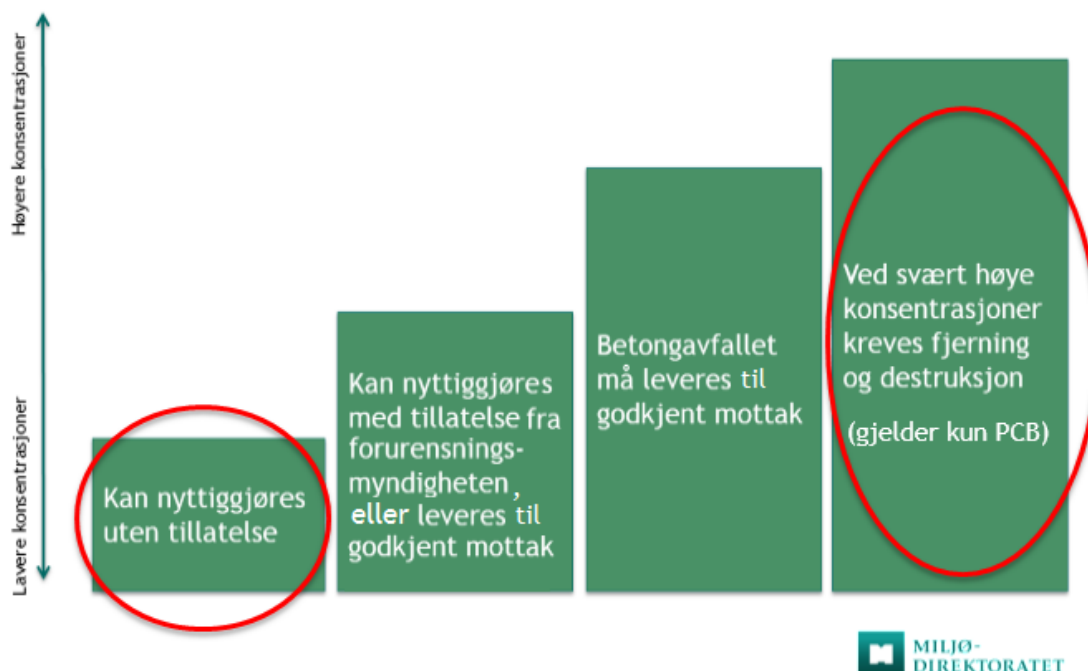 Høyere konsentrasjoner
Lavere konsentrasjoner
Kan nyttiggjøres
uten tillatelse
Kan nyttiggjøres
med tillatelse fra
forurensnings-
myndigheten,
eller leveres til
godkjent mottak
Betongavfallet
må leveres til
godkjent mottak
Ved svært høye
konsentrasjoner
kreves fjerning
og destruksjon
(gjelder kun PCB)
MILJØ-
DIREKTORATET